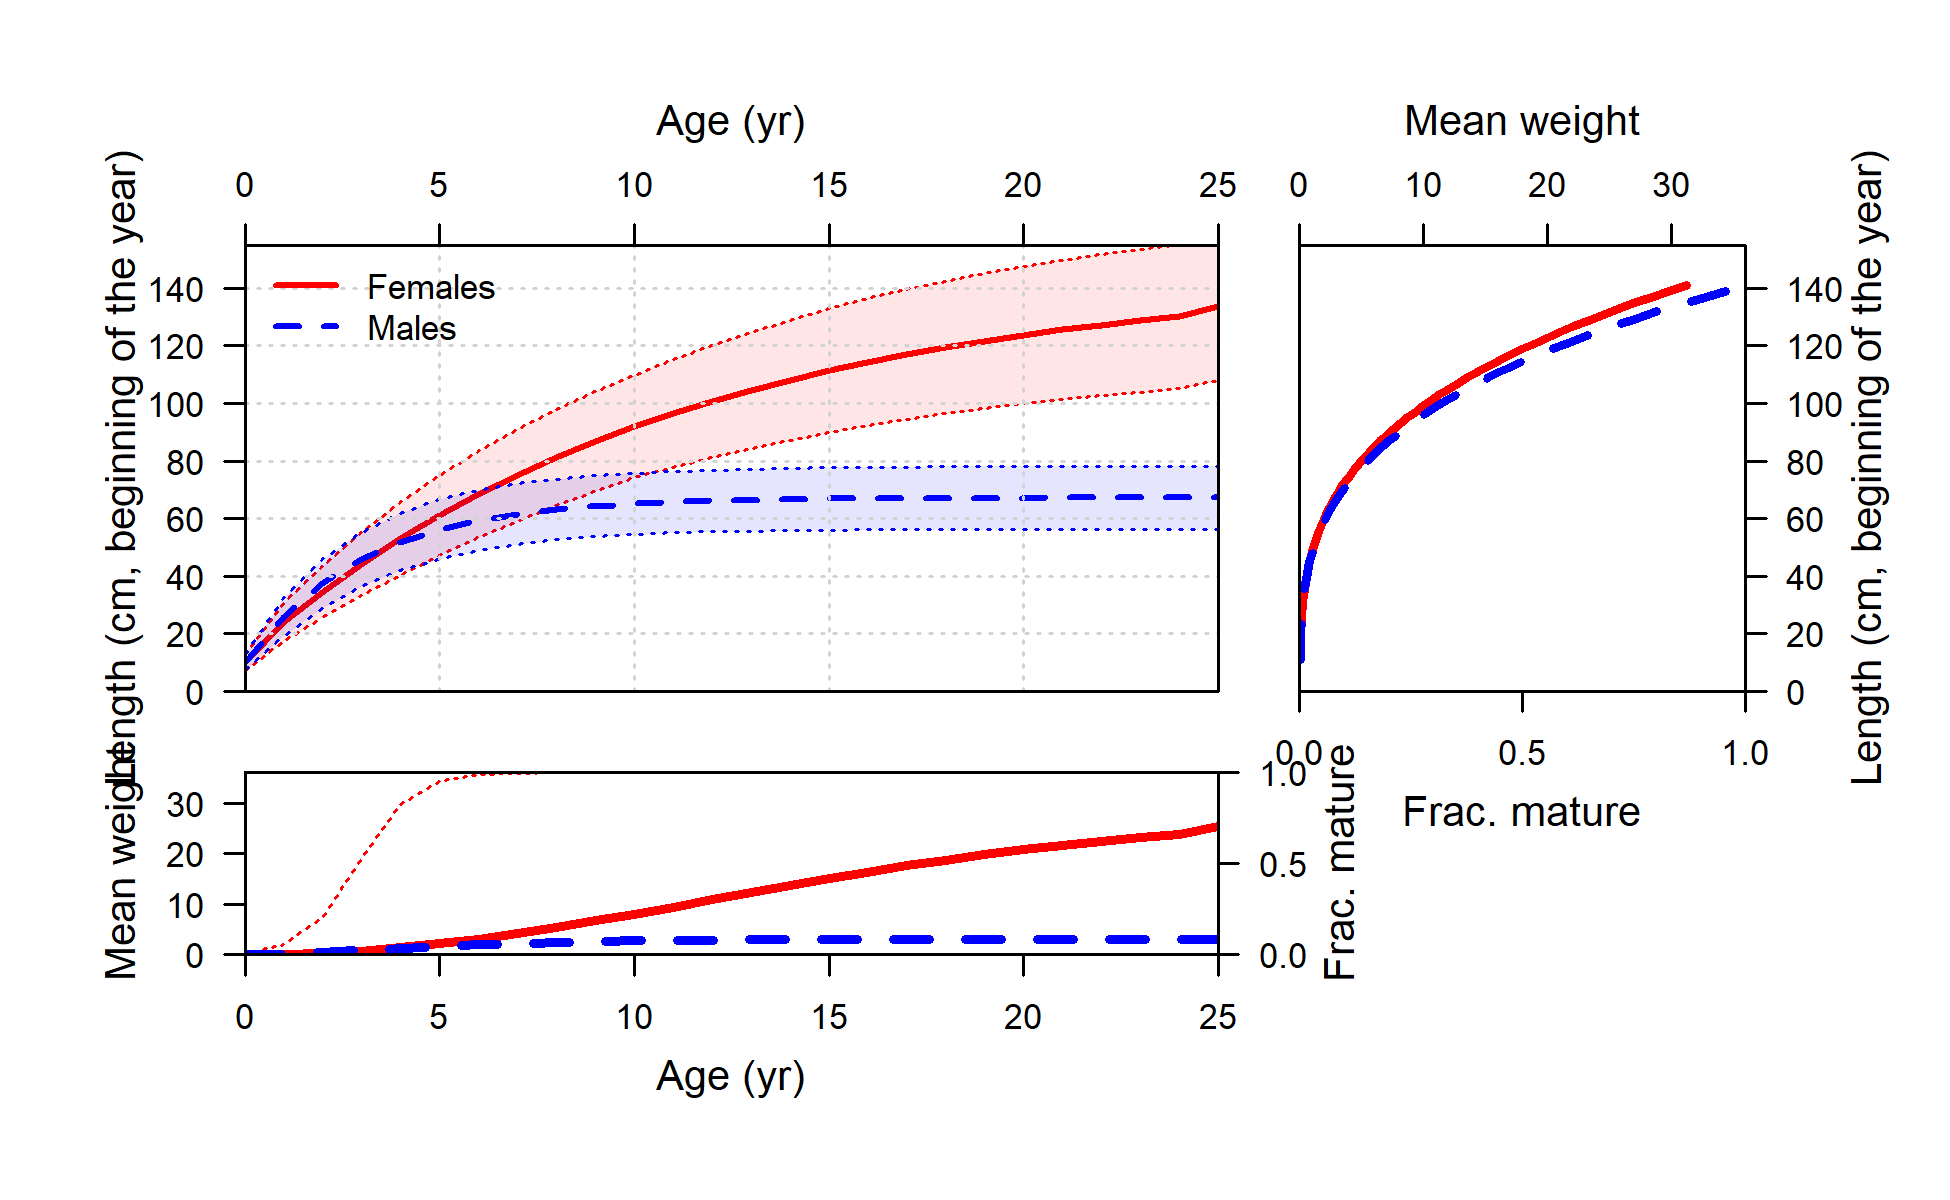 Age (yr)
Mean weight
0 5 10 15 20 25
0 10 20 30
Length (cm, beginning of the year)
140
120
100
80
60
40
20
0
Females
Males
140
120
100
80
60
40
20
0
Length (cm, beginning of the year)
0.0 0.5 1.0
Frac. mature
Mean weight
30
20
10
0
1.0
0.5
0.0
Frac. mature
0 5 10 15 20 25
Age (yr)